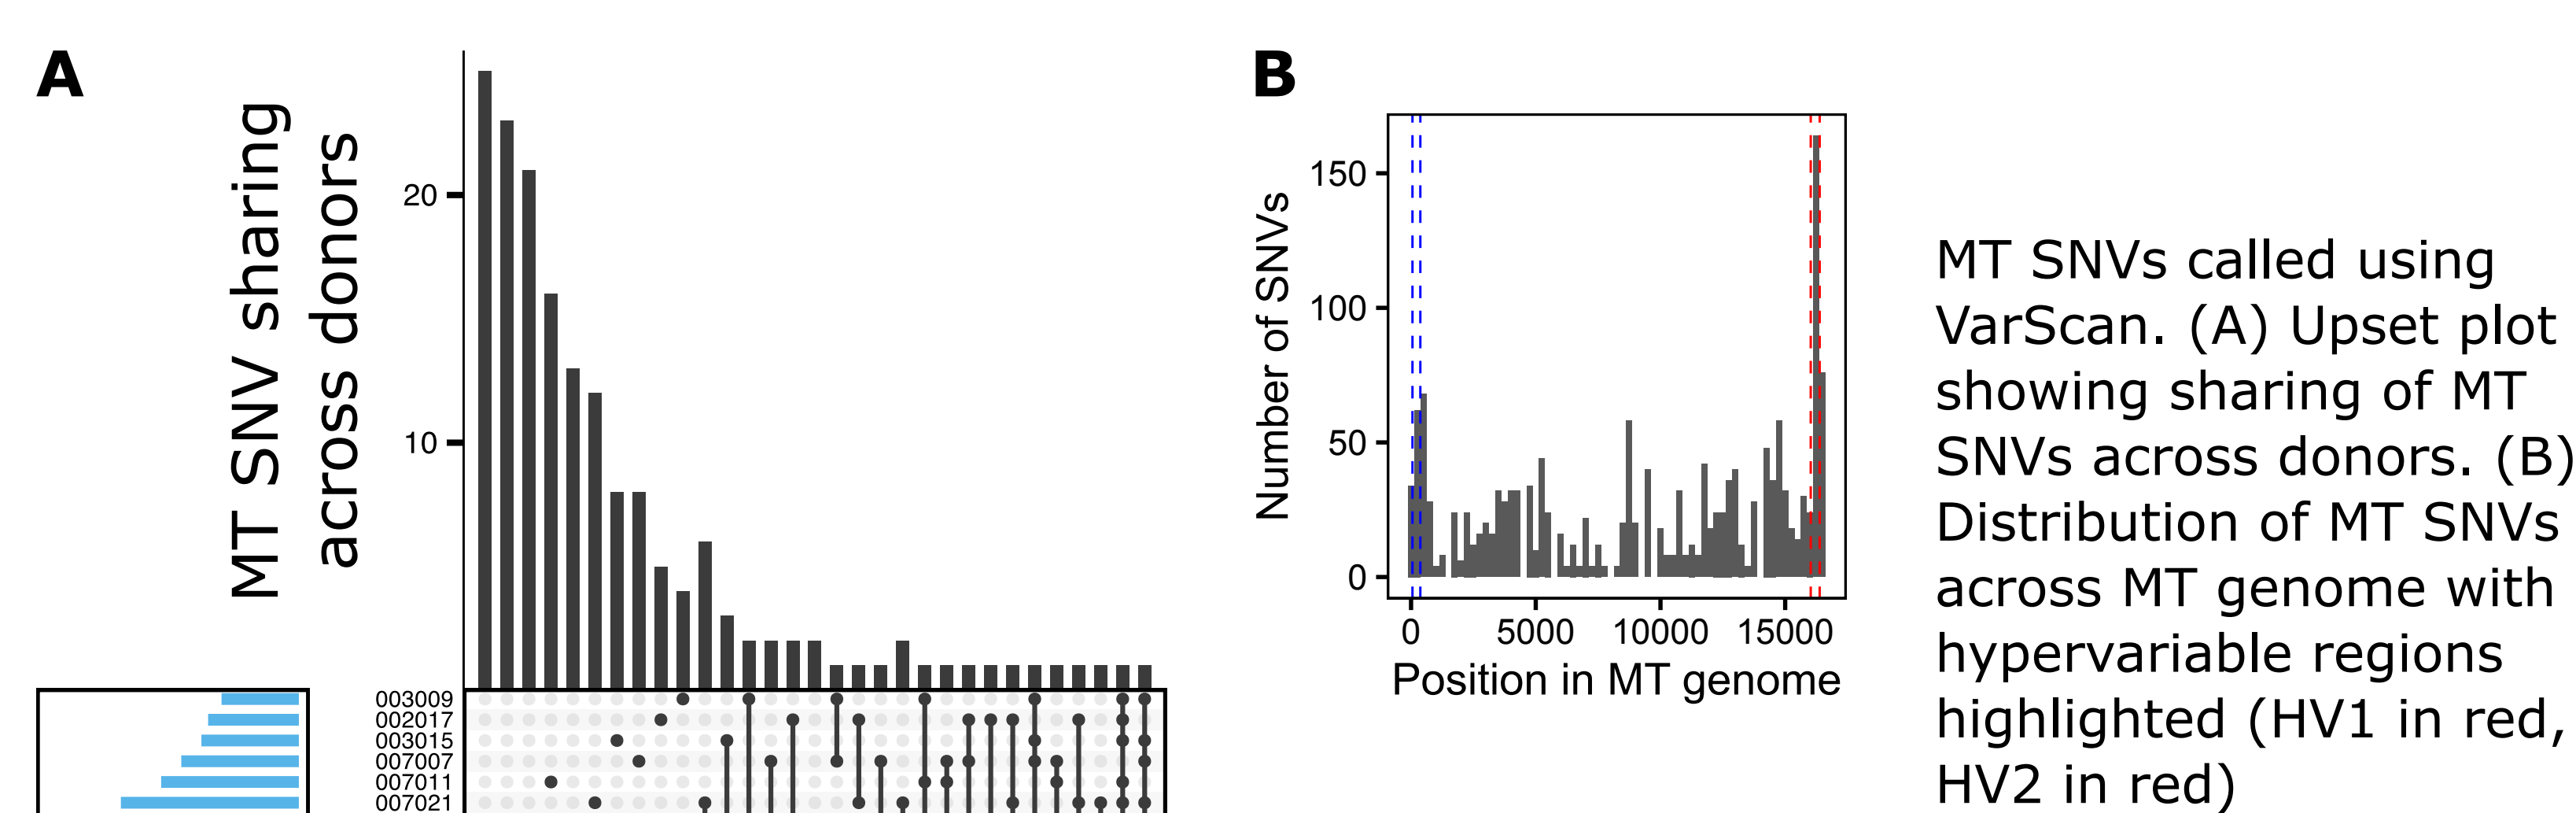 A
MT SNV sharing
across donors
20
10
003009
002017
003015
007007
007011
007021
B
Number of SNVs
150
100
50
0
0 5000 10000 15000
Position in MT genome
MT SNVs called using
VarScan. (A) Upset plot
showing sharing of MT
SNVs across donors. (B)
Distribution of MT SNVs
across MT genome with
hypervariable regions
highlighted (HV1 in red,
HV2 in red)